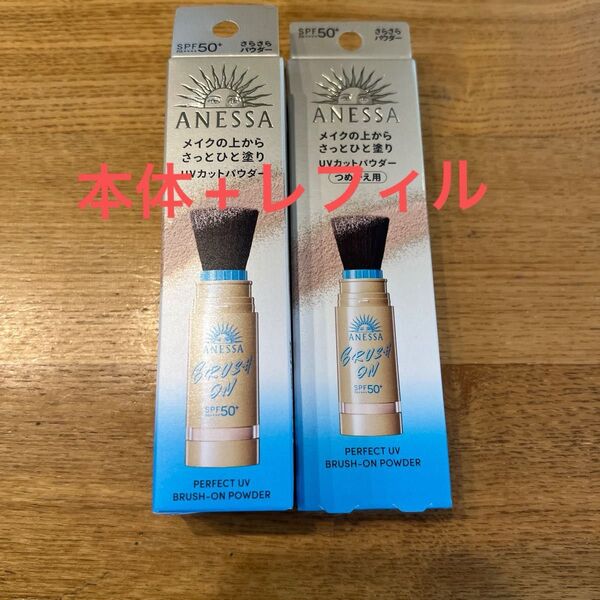 SPF50+
PA++++
さらさら
パウダー
ANESSA
メイクの上から
さっとひと塗り
UVカットパウダー
ANESSA
BRUSH
ON
SPF50+
PERFECT UV
BRUSH-ON POWDER
SPF50+
PA++++
さらさら
パウダー
ANESSA
メイクの上から
さっとひと塗り
UVカットパウダー
つめかえ用
ANESSA
BRUSH
ON
SPF50+
PERFECT UV
BRUSH-ON POWDER
本体+レフィル